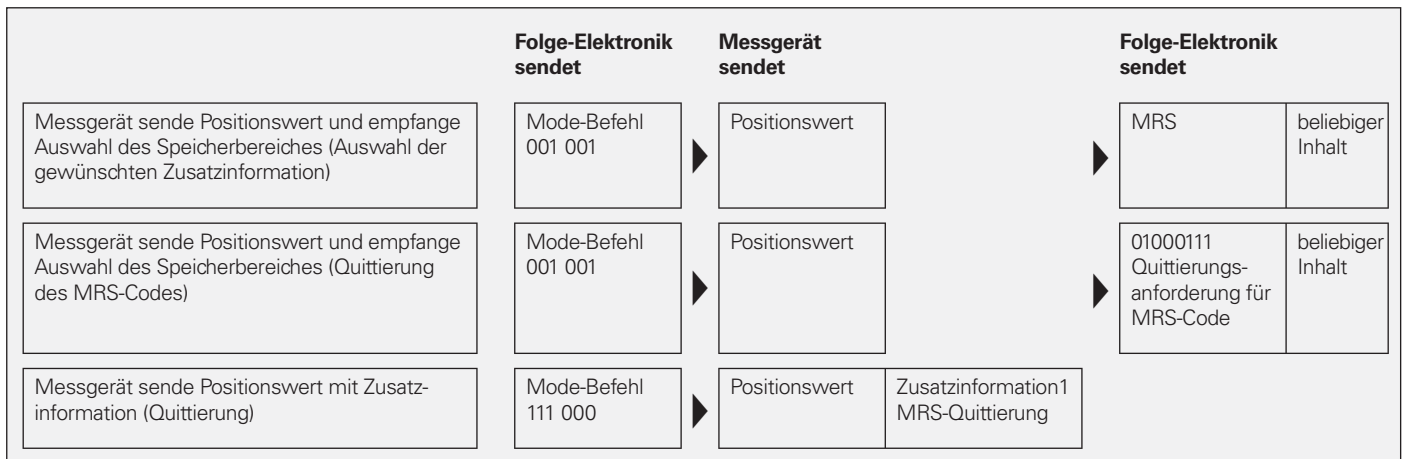 Folge-Elektronik
sendet
Messgerät
sendet
Folge-Elektronik
sendet
Messgerät sende Positionswert und empfange
Auswahl des Speicherbereiches (Auswahl der
gewünschten Zusatzinformation)
Mode-Befehl
001 001
Positionswert
MRS
beliebiger
Inhalt
Messgerät sende Positionswert und empfange
Auswahl des Speicherbereiches (Quittierung
des MRS-Codes)
Mode-Befehl
001 001
Positionswert
01000111
Quittierungs-
anforderung für
MRS-Code
beliebiger
Inhalt
Messgerät sende Positionswert mit Zusatz-
information (Quittierung)
Mode-Befehl
111 000
Positionswert
Zusatzinformation1
MRS-Quittierung